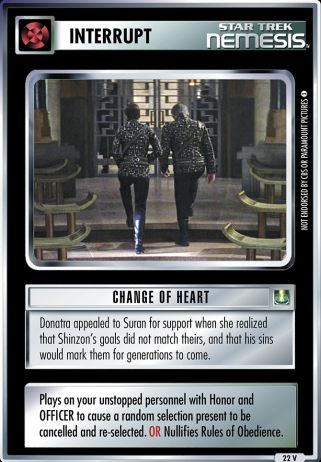 INTERRUPT
STAR TREK
NEMESIS
NOT ENDORSED BY CBS OR PARAMOUNT PICTURES
CHANGE OF HEART
Donatra appealed to Suran for support when she realized
that Shinzon's goals did not match theirs, and that his sins
would mark them for generations to come.
Plays on your unstopped personnel with Honor and
OFFICER to cause a random selection present to be
cancelled and re-selected. OR Nullifies Rules of Obedience.
22 V